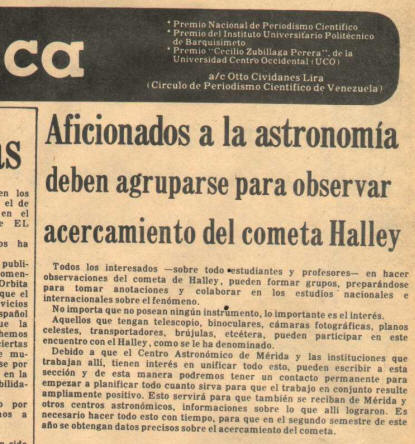 ca
* Premio Nacional de Periodismo Científico
* Premio del Instituto Universitario Politécnico
de Barquisimeto
* Premio "Cecilio Zubillaga Perera", de la
Universidad Centro Occidental (UCO)
a/c Otto Cividanes Lira
(Círculo de Periodismo Científico de Venezuela)
Aficionados a la astronomía
deben agruparse para observar
acercamiento del cometa Halley
Todos los interesados —sobre todo estudiantes y profesores— en hacer
observaciones del cometa de Halley, pueden formar grupos, preparándose
para tomar anotaciones y colaborar en los estudios nacionales e
internacionales sobre el fenómeno.
No importa que no posean ningún instrumento, lo importante es el interés.
Aquellos que tengan telescopio, binoculares, cámaras fotográficas, planos
celestes, transportadores, brújulas, etcétera, pueden participar en este
encuentro con el Halley, como se le ha denominado.
Debido a que el Centro Astronómico de Mérida y las instituciones que
trabajan allí, tienen interés en unificar todo esto, pueden escribir a esta
sección y de esta manera podremos tener un contacto permanente para
empezar a planificar todo cuanto sirva para que el trabajo en conjunto resulte
ampliamente positivo. Esto servirá para que también se reciban de Mérida y
otros centros astronómicos, informaciones sobre lo que allí lograron. Es
necesario hacer todo esto con tiempo, para que en el segundo semestre de este
año se obtengan datos precisos sobre el acercamiento del cometa.